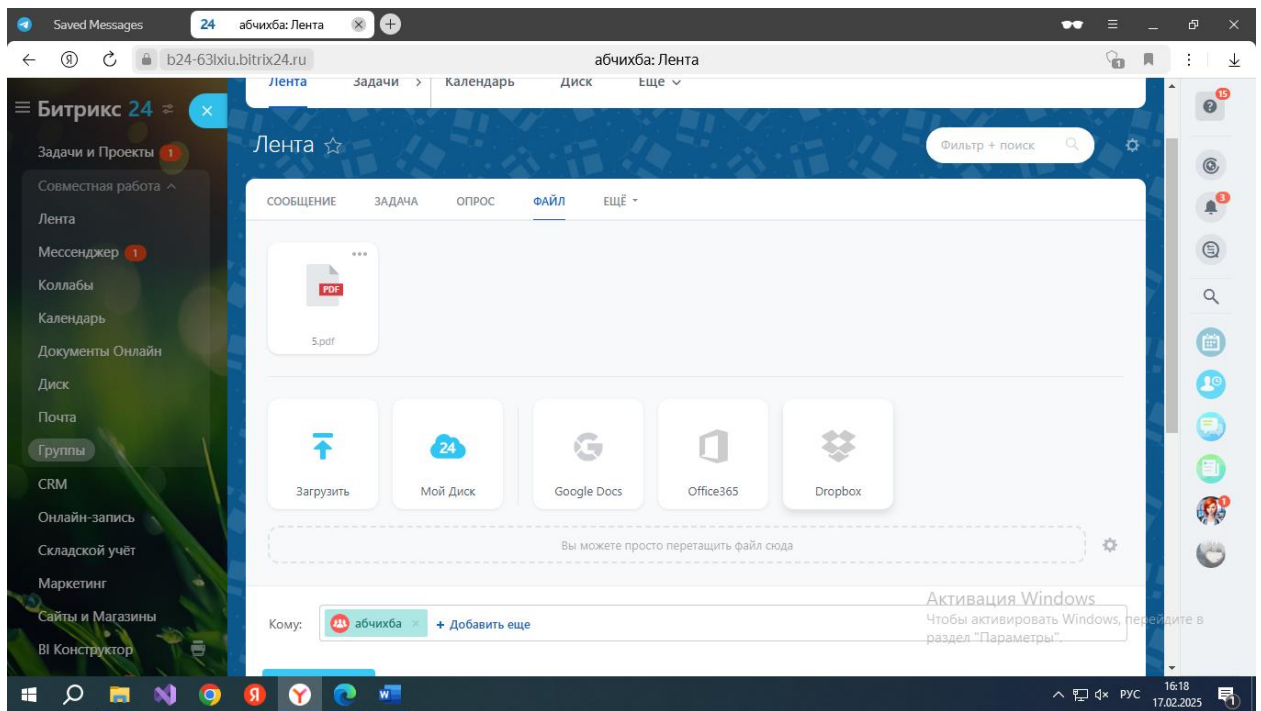 Saved Messages
24 абчихба: Лента
b24-63lxiu.bitrix24.ru
абчихба: Лента
1
Битрикс 24
Задачи и Проекты 1
Совместная работа
Лента
Мессенджер 1
Коллабы
Календарь
Документы Онлайн
Диск
Почта
Группы
CRM
Онлайн-запись
Складской учёт
Маркетинг
Сайты и Магазины
BI Конструктор
Лента Задачи > Календарь Диск Еще
Лента
Фильтр + поиск
СООБЩЕНИЕ ЗАДАЧА ОПРОС ФАЙЛ ЕЩЁ
PDF
5.pdf
24
Загрузить Мой Диск Google Docs Office365 Dropbox
Вы можете просто перетащить файл сюда
Кому: абчихба × + Добавить еще
Активация Windows
Чтобы активировать Windows, перейдите в
раздел "Параметры".
15
3
1
РУС
16:18
17.02.2025
1